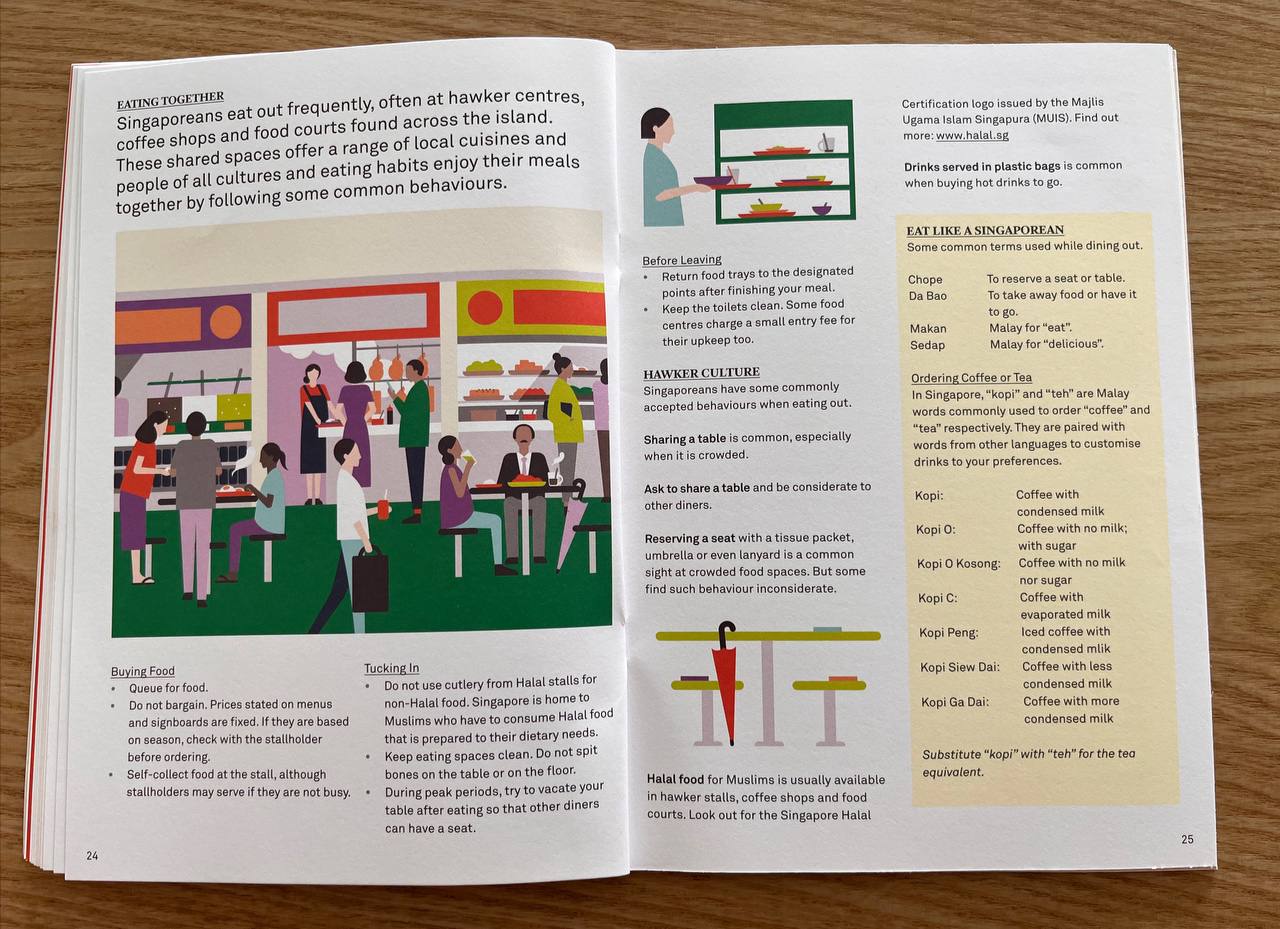 EATING TOGETHER
Singaporeans eat out frequently, often at hawker centres,
coffee shops and food courts found across the island.
These shared spaces offer a range of local cuisines and
people of all cultures and eating habits enjoy their meals
together by following some common behaviours.
Buying Food
• Queue for food.
• Do not bargain. Prices stated on menus
and signboards are fixed. If they are based
on season, check with the stallholder
before ordering.
• Self-collect food at the stall, although
stallholders may serve if they are not busy.
Tucking In
• Do not use cutlery from Halal stalls for
non-Halal food. Singapore is home to
Muslims who have to consume Halal food
that is prepared to their dietary needs.
• Keep eating spaces clean. Do not spit
bones on the table or on the floor.
• During peak periods, try to vacate your
table after eating so that other diners
can have a seat.
24
Before Leaving
• Return food trays to the designated
points after finishing your meal.
• Keep the toilets clean. Some food
centres charge a small entry fee for
their upkeep too.
HAWKER CULTURE
Singaporeans have some commonly
accepted behaviours when eating out.
Sharing a table is common, especially
when it is crowded.
Ask to share a table and be considerate to
other diners.
Reserving a seat with a tissue packet,
umbrella or even lanyard is a common
sight at crowded food spaces. But some
find such behaviour inconsiderate.
Halal food for Muslims is usually available
in hawker stalls, coffee shops and food
courts. Look out for the Singapore Halal
Certification logo issued by the Majlis
Ugama Islam Singapura (MUIS). Find out
more: www.halal.sg
Drinks served in plastic bags is common
when buying hot drinks to go.
EAT LIKE A SINGAPOREAN
Some common terms used while dining out.
Chope To reserve a seat or table.
Da Bao To take away food or have it
to go.
Makan Malay for “eat”.
Sedap Malay for “delicious”.
Ordering Coffee or Tea
In Singapore, “kopi” and “teh” are Malay
words commonly used to order “coffee” and
“tea” respectively. They are paired with
words from other languages to customise
drinks to your preferences.
Kopi: Coffee with
condensed milk
Kopi O: Coffee with no milk;
with sugar
Kopi O Kosong: Coffee with no milk
nor sugar
Kopi C: Coffee with
evaporated milk
Kopi Peng: Iced coffee with
condensed mlik
Kopi Siew Dai: Coffee with less
condensed milk
Kopi Ga Dai: Coffee with more
condensed milk
Substitute “kopi” with “teh” for the tea
equivalent.
25